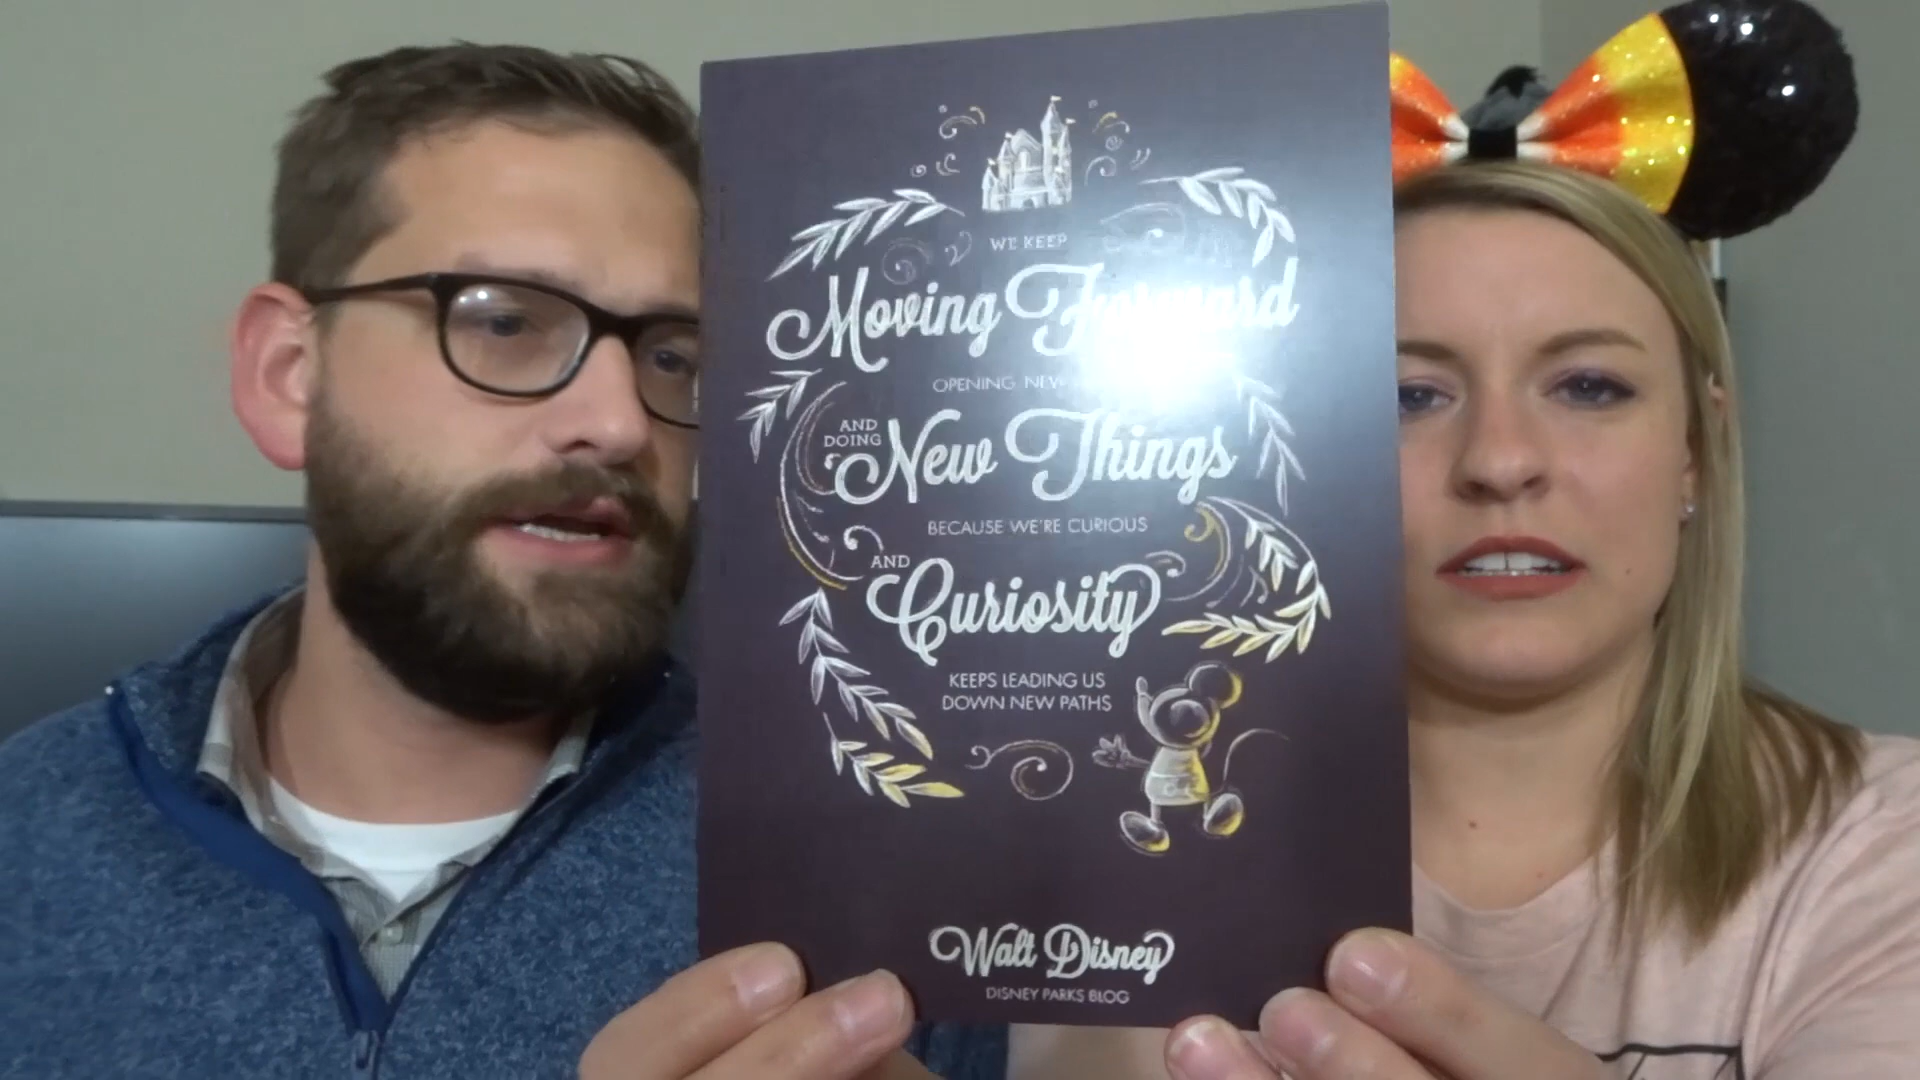 WE KEEP
Moving Forward
OPENING NEW
AND
DOING
New Things
BECAUSE WE'RE CURIOUS
AND
Curiosity
KEEPS LEADING US
DOWN NEW PATHS
Walt Disney
DISNEY PARKS BLOG